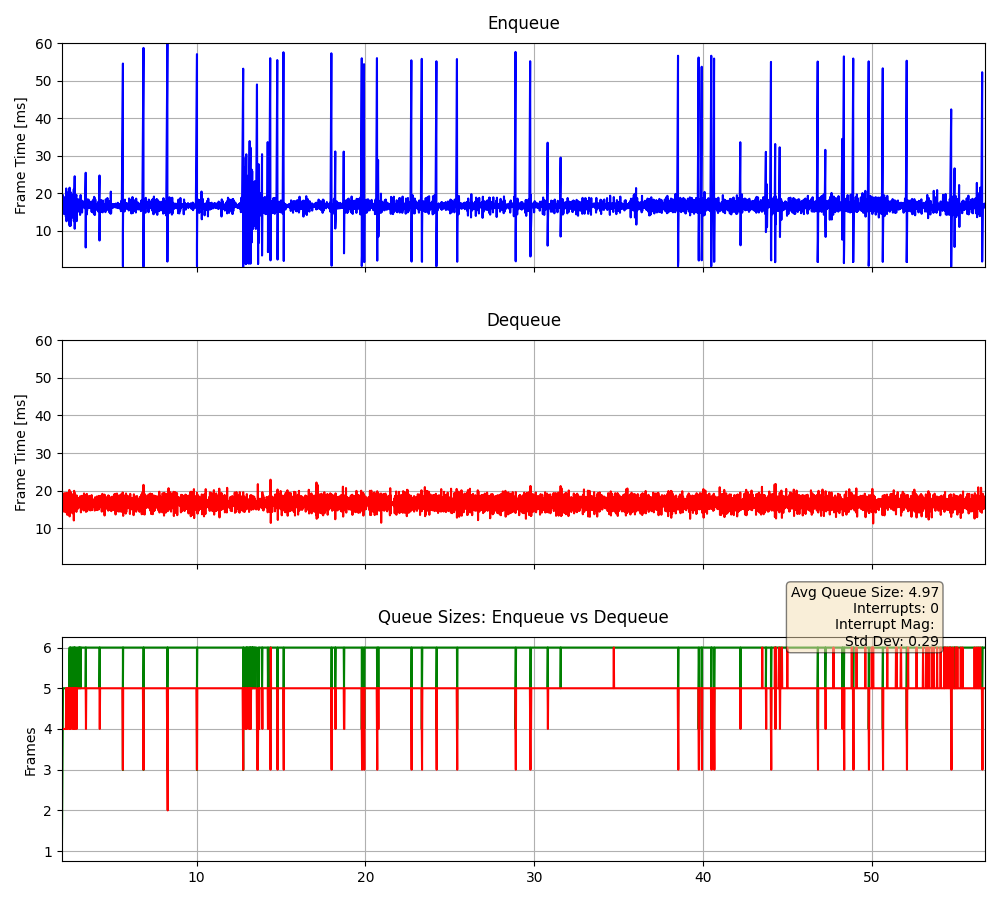 Enqueue
60
50
40
30
20
10
Frame Time [ms]
Dequeue
60
50
40
30
20
10
Frame Time [ms]
Avg Queue Size: 4.97
Interrupts: 0
Interrupt Mag:
Std Dev: 0.29
Queue Sizes: Enqueue vs Dequeue
6
5
4
3
2
1
Frames
10 20 30 40 50